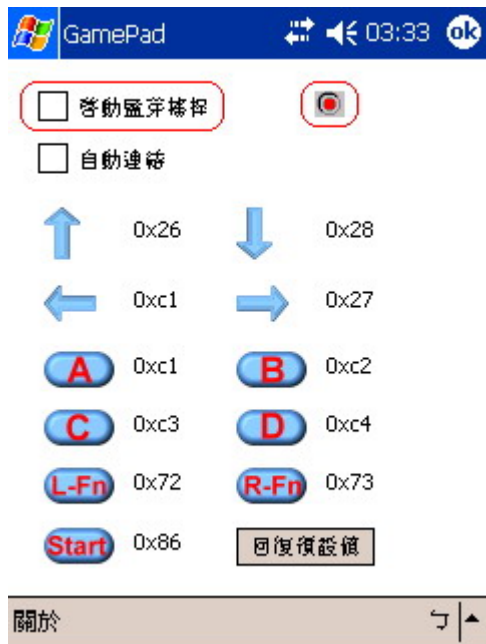 GamePad 03:33 ok
啓動藍芽搖桿
自動連結
0x26 0x28
0xc1 0x27
A 0xc1 B 0xc2
C 0xc3 D 0xc4
L-Fn 0x72 R-Fn 0x73
Start 0x86 回復預設值
關於 ㄅ